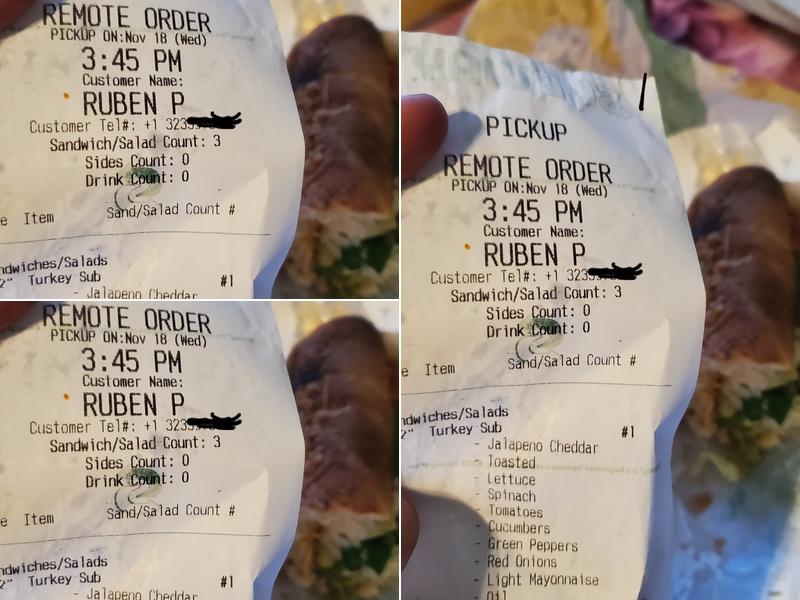 REMOTE ORDER
PICKUP ON:Nov 18 (Wed)
3:45 PM
Customer Name:
RUBEN P
Customer Tel#: +1 323
Sandwich/Salad Count: 3
Sides Count: 0
Drink Count: 0
e Item Sand/Salad Count #
ndwiches/Salads
2" Turkey Sub #1
- Jalapeno Cheddar
PICKUP
REMOTE ORDER
PICKUP ON:Nov 18 (Wed)
3:45 PM
Customer Name:
RUBEN P
Customer Tel#: +1 323
Sandwich/Salad Count: 3
Sides Count: 0
Drink Count: 0
e Item Sand/Salad Count #
ndwiches/Salads
2" Turkey Sub #1
- Jalapeno Cheddar
- Toasted
- Lettuce
- Spinach
- Tomatoes
- Cucumbers
- Green Peppers
- Red Onions
- Light Mayonnaise
- Oil
REMOTE ORDER
PICKUP ON:Nov 18 (Wed)
3:45 PM
Customer Name:
RUBEN P
Customer Tel#: +1 323
Sandwich/Salad Count: 3
Sides Count: 0
Drink Count: 0
e Item Sand/Salad Count #
ndwiches/Salads
2" Turkey Sub #1
- Jalapeno Cheddar